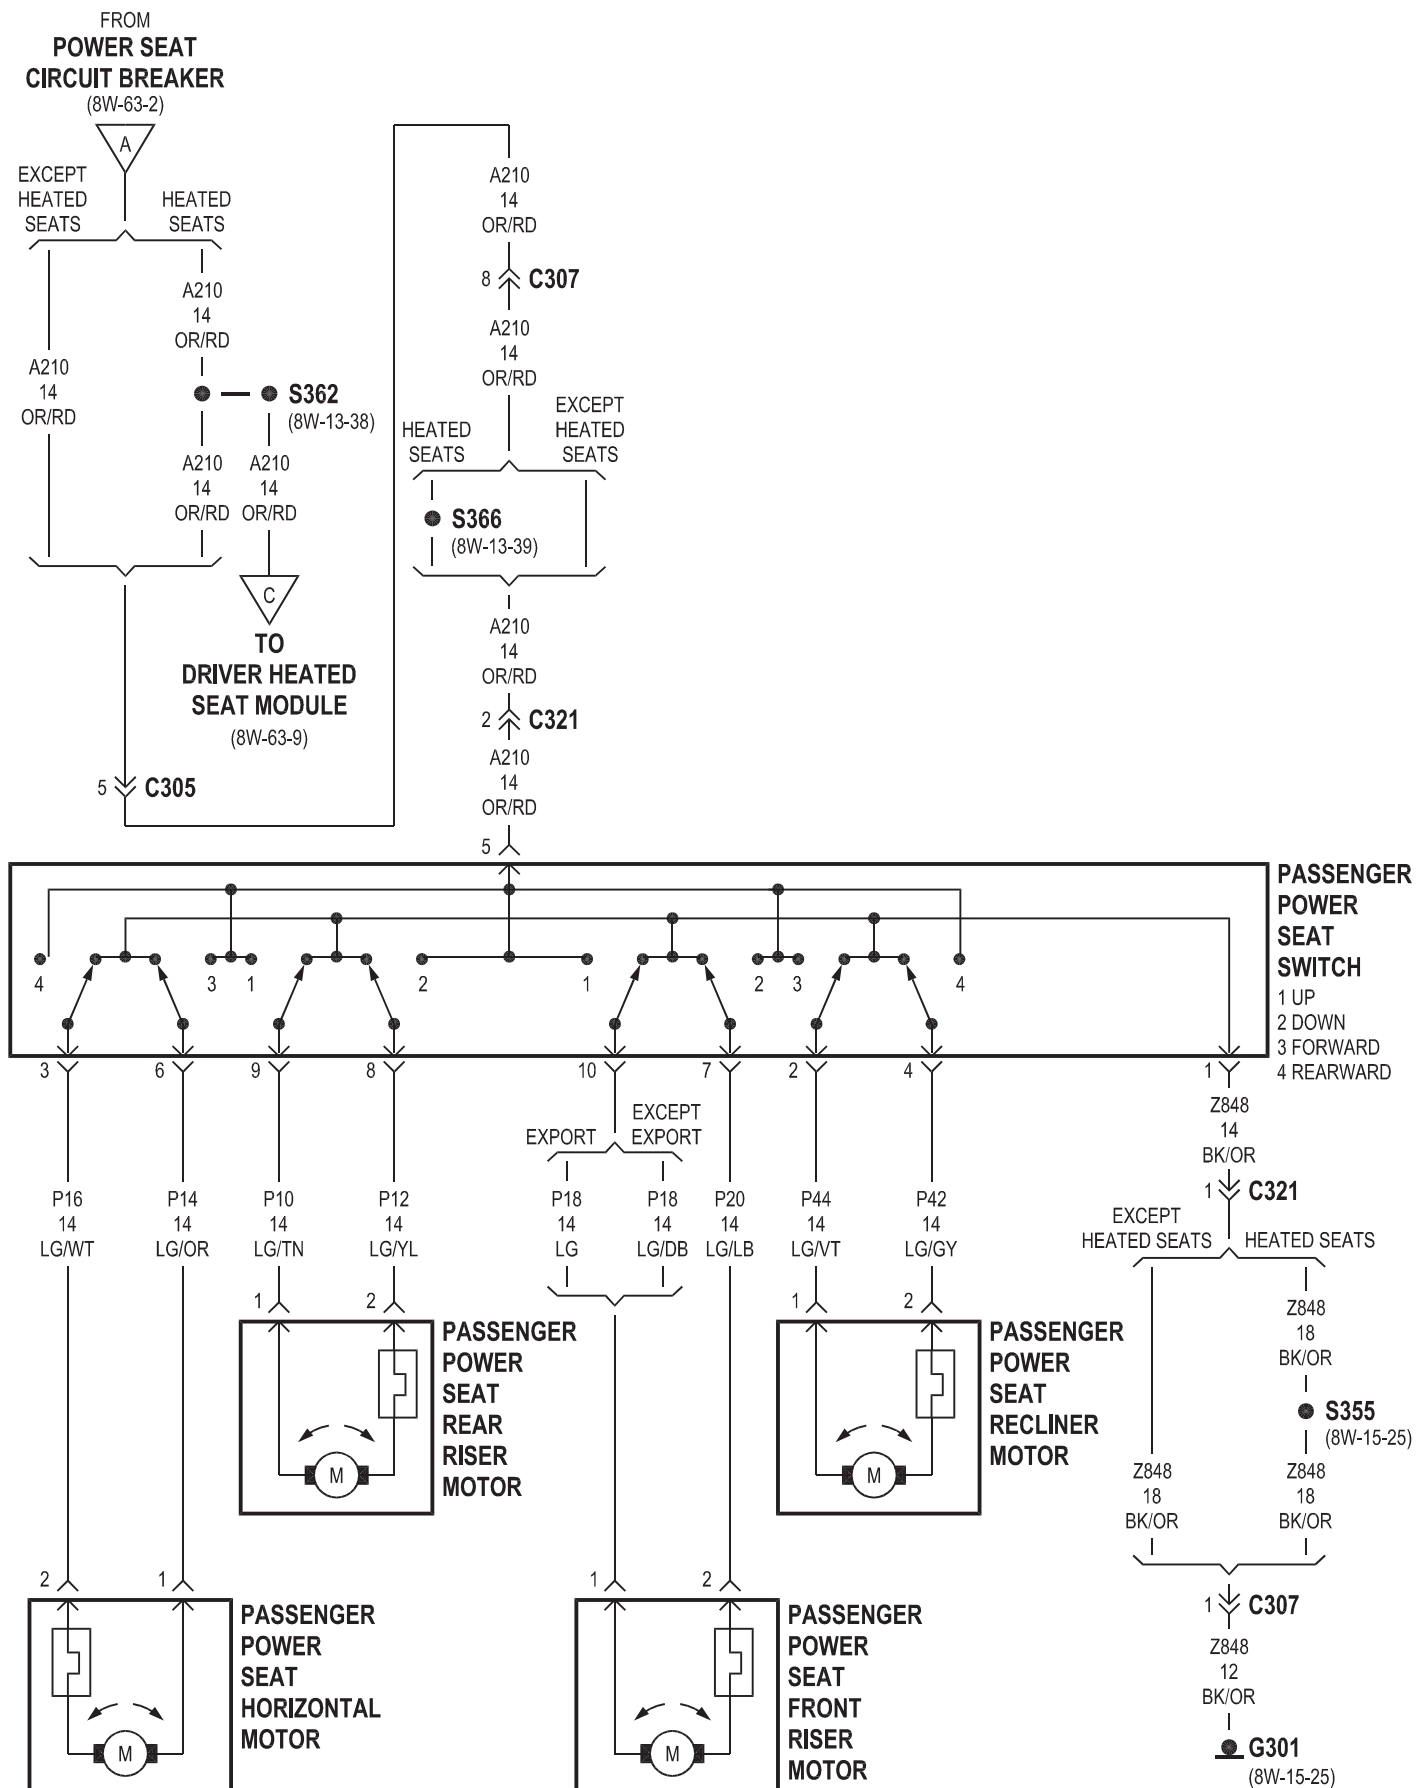 FROM
POWER SEAT
CIRCUIT BREAKER
(8W-63-2)
A
EXCEPT
HEATED
SEATS
HEATED
SEATS
A210
14
OR/RD
A210
14
OR/RD
S362
(8W-13-38)
A210
14
OR/RD
A210
14
OR/RD
C
TO
DRIVER HEATED
SEAT MODULE
(8W-63-9)
5 C305
A210
14
OR/RD
8 C307
A210
14
OR/RD
HEATED
SEATS
EXCEPT
HEATED
SEATS
S366
(8W-13-39)
A210
14
OR/RD
2 C321
A210
14
OR/RD
5
PASSENGER
POWER
SEAT
SWITCH
1 UP
2 DOWN
3 FORWARD
4 REARWARD
4 3 1 2 1 2 3 4
3 6 9 8 10 7 2 4 1
EXPORT
EXCEPT
EXPORT
P16
14
LG/WT
P14
14
LG/OR
P10
14
LG/TN
P12
14
LG/YL
P18
14
LG
P18
14
LG/DB
P20
14
LG/LB
P44
14
LG/VT
P42
14
LG/GY
Z848
14
BK/OR
1 C321
EXCEPT
HEATED SEATS
HEATED SEATS
Z848
18
BK/OR
S355
(8W-15-25)
Z848
18
BK/OR
Z848
18
BK/OR
1 C307
Z848
12
BK/OR
G301
(8W-15-25)
1 2
PASSENGER
POWER
SEAT
REAR
RISER
MOTOR
M
1 2
PASSENGER
POWER
SEAT
RECLINER
MOTOR
M
2 1
PASSENGER
POWER
SEAT
HORIZONTAL
MOTOR
M
1 2
PASSENGER
POWER
SEAT
FRONT
RISER
MOTOR
M